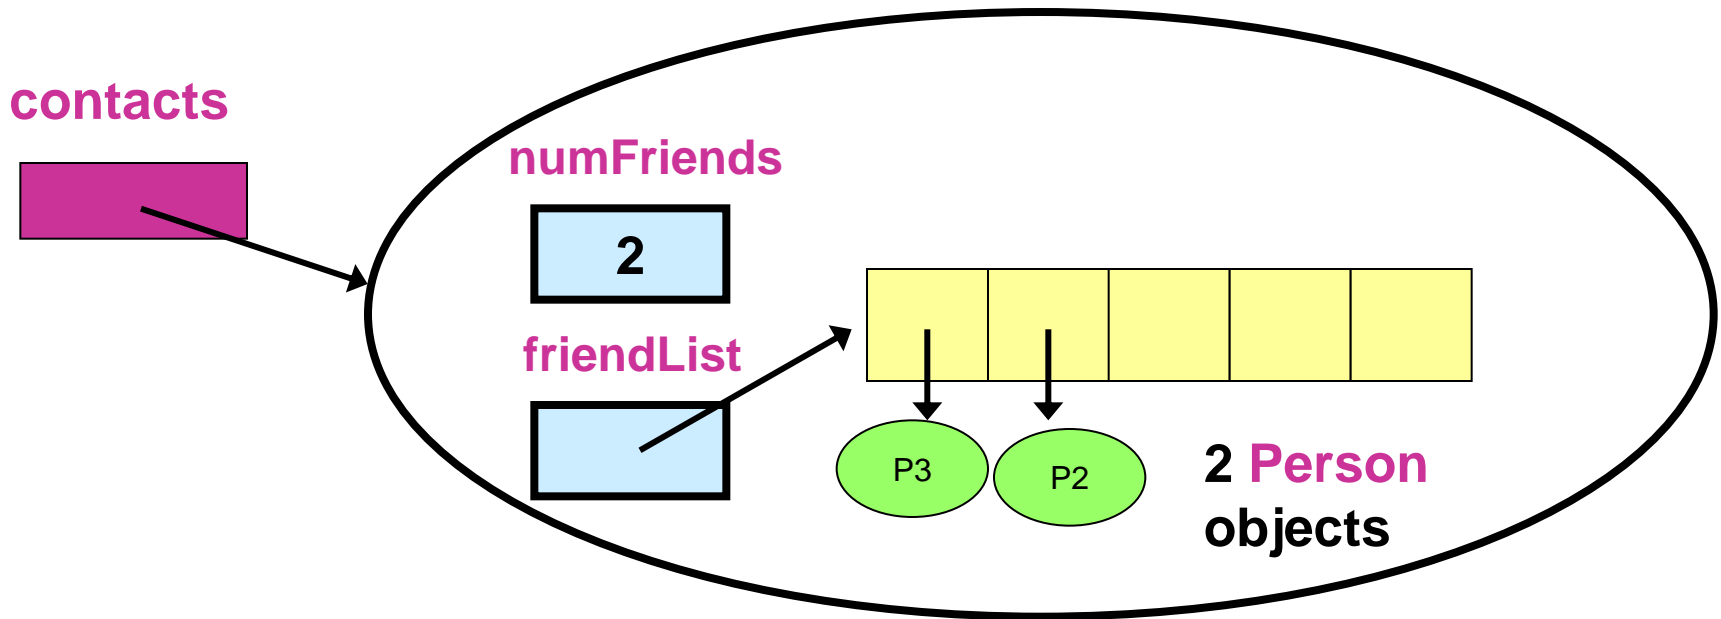 contacts
numFriends
2
friendList
P3
P2
2 Person
objects